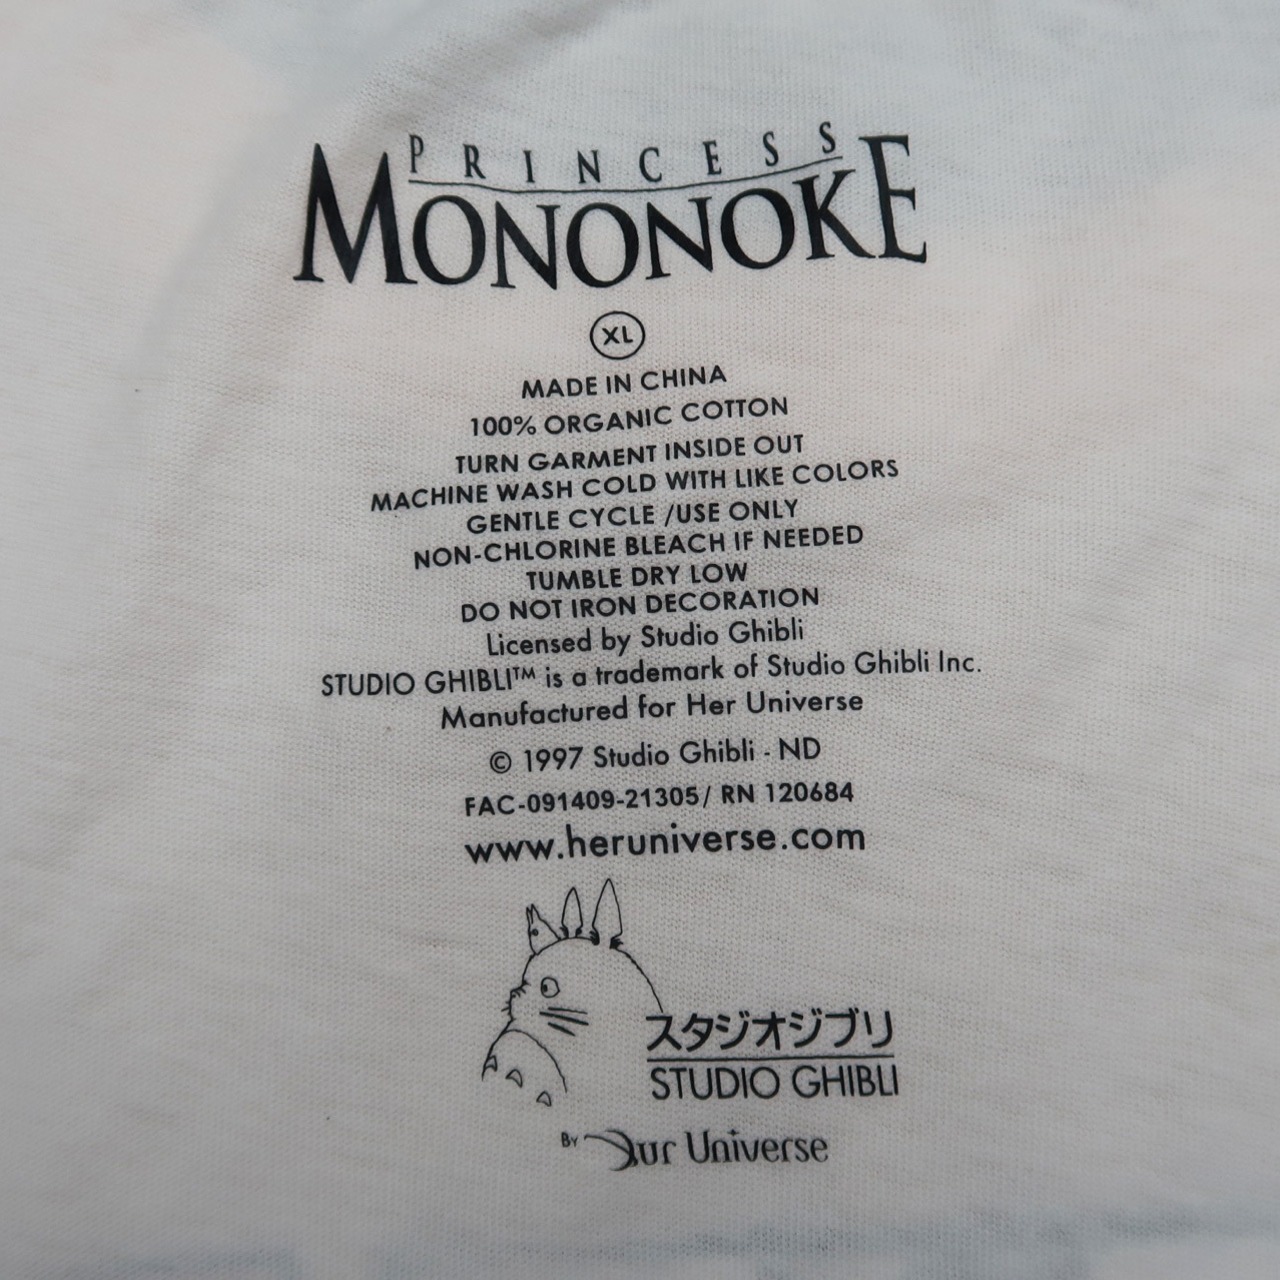 PRINCESS
MONONOKE
XL
MADE IN CHINA
100% ORGANIC COTTON
TURN GARMENT INSIDE OUT
MACHINE WASH COLD WITH LIKE COLORS
GENTLE CYCLE /USE ONLY
NON-CHLORINE BLEACH IF NEEDED
TUMBLE DRY LOW
DO NOT IRON DECORATION
Licensed by Studio Ghibli
STUDIO GHIBLI™ is a trademark of Studio Ghibli Inc.
Manufactured for Her Universe
© 1997 Studio Ghibli - ND
FAC-091409-21305/ RN 120684
www.heruniverse.com
スタジオジブリ
STUDIO GHIBLI
BY Our Universe